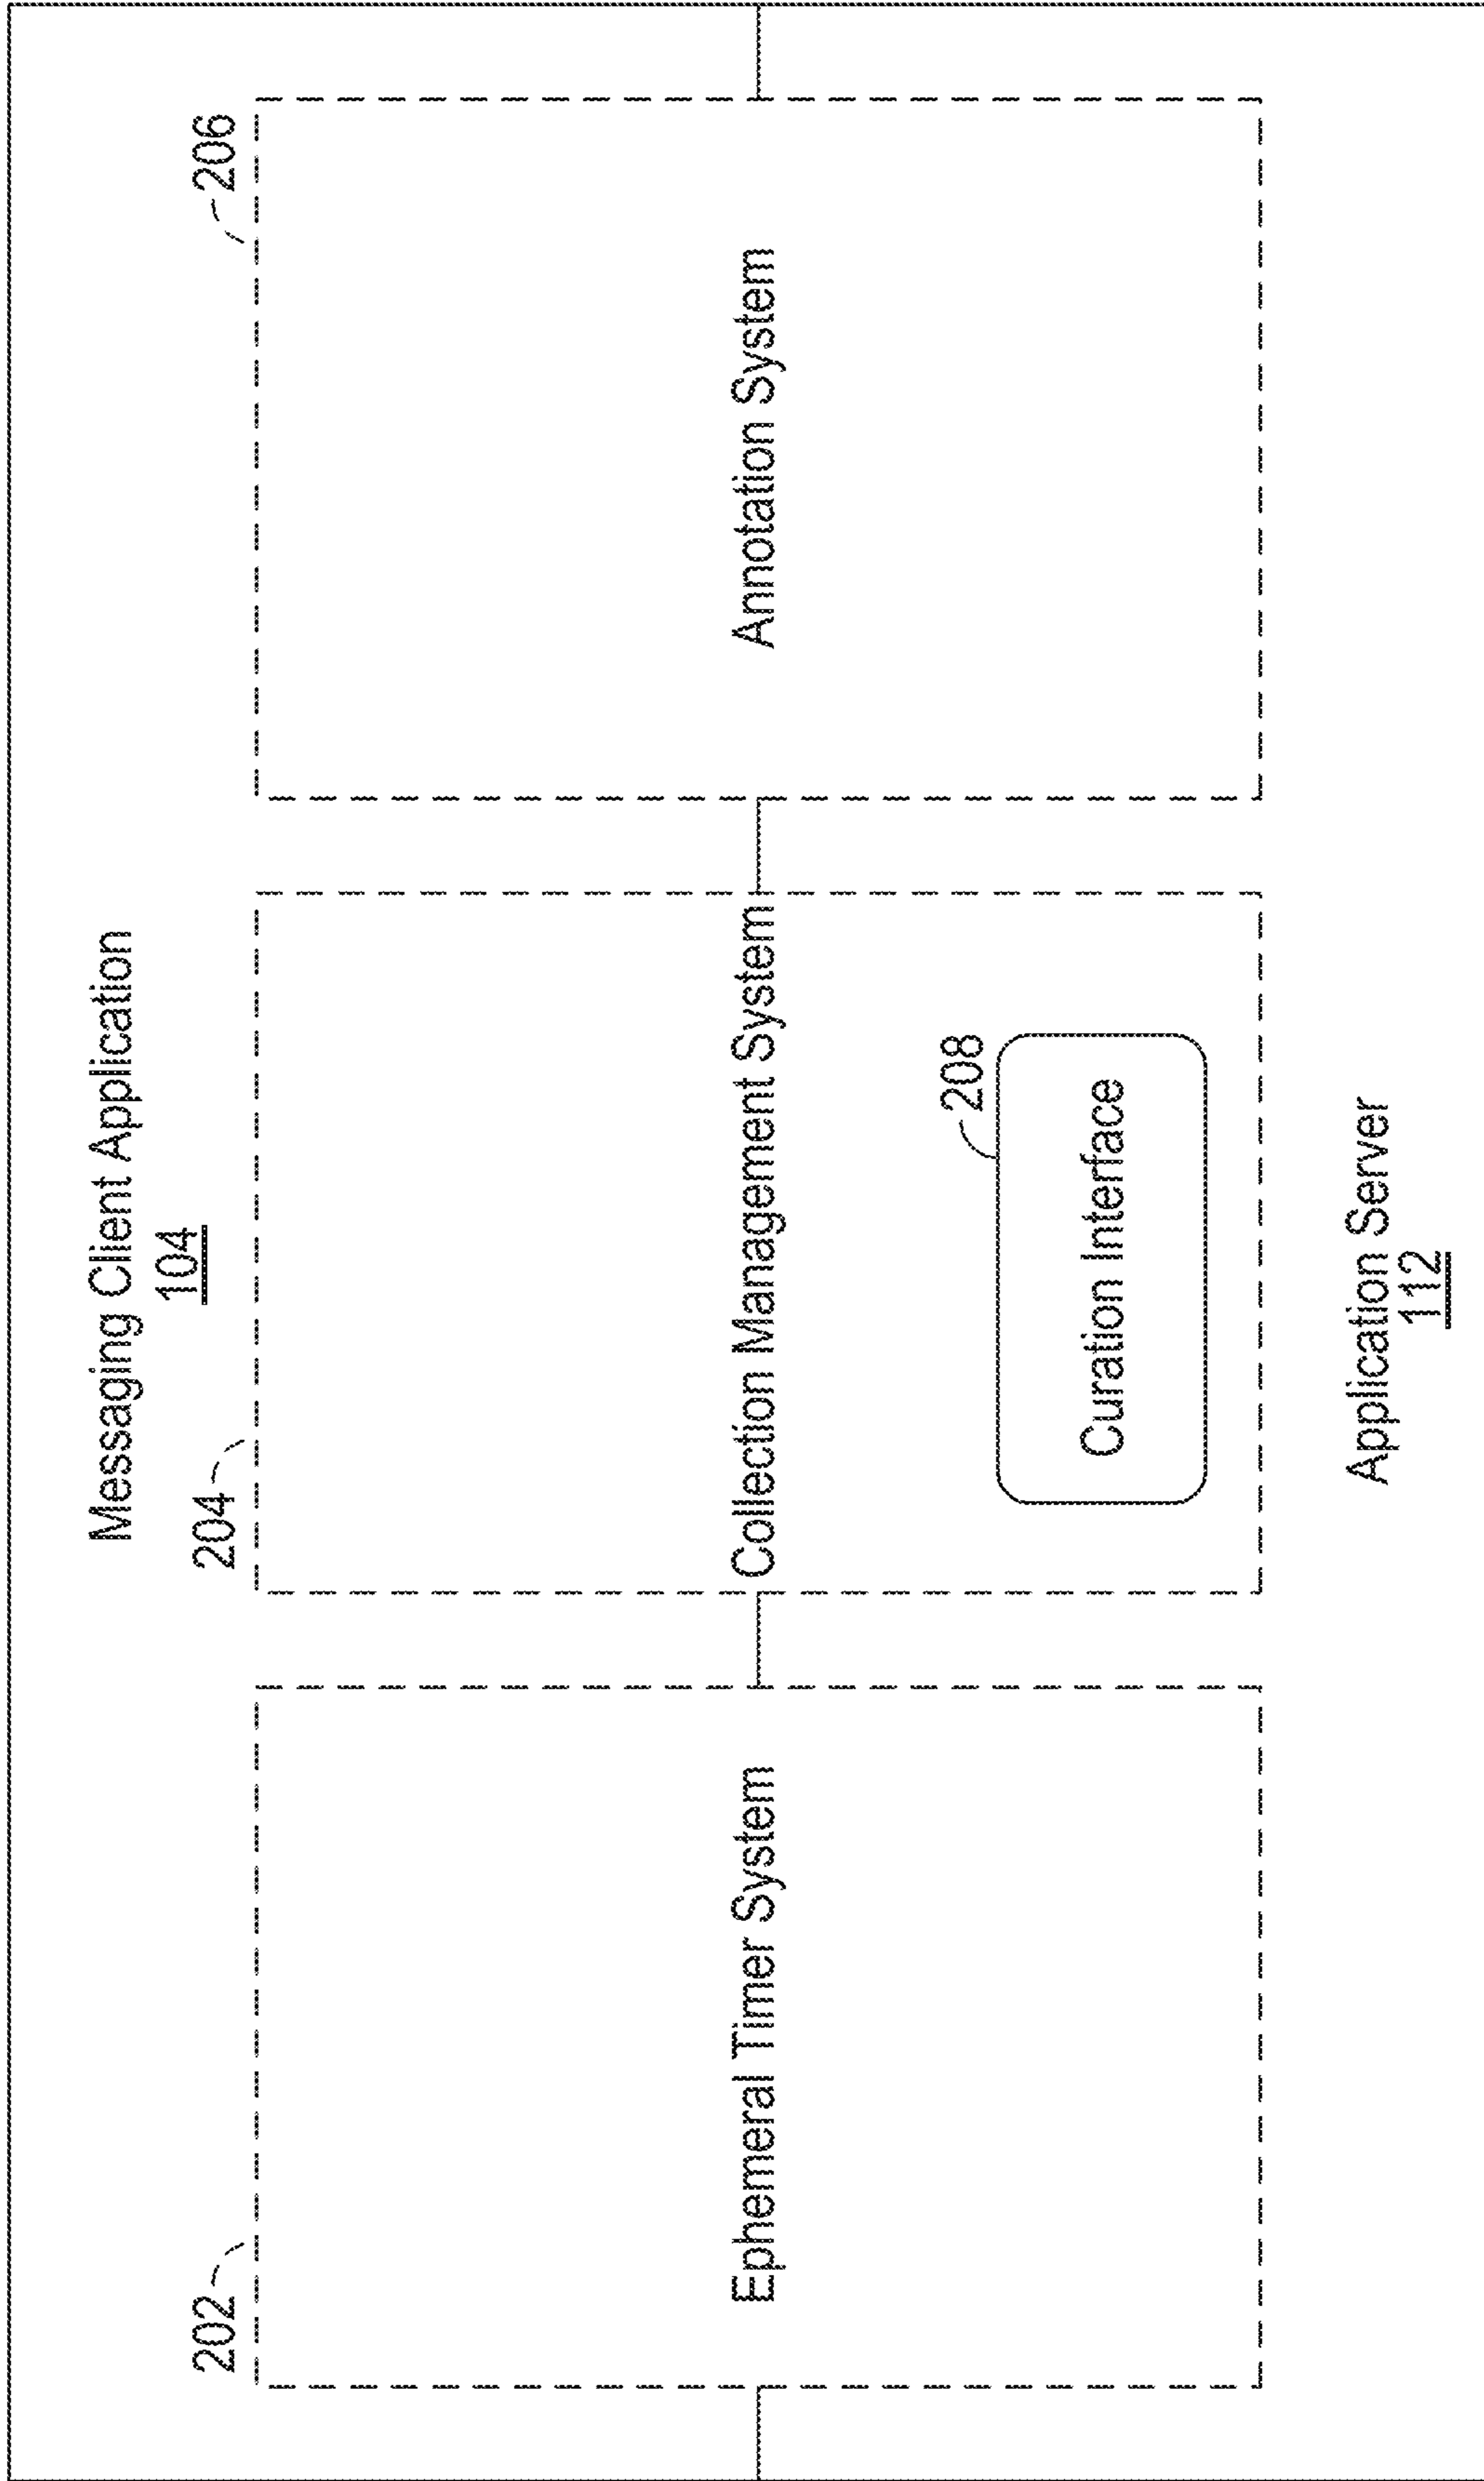 Messaging Client Application
104
202
204
206
Ephemeral Timer System
Collection Management System
Annotation System
208
Curation Interface
Application Server
112